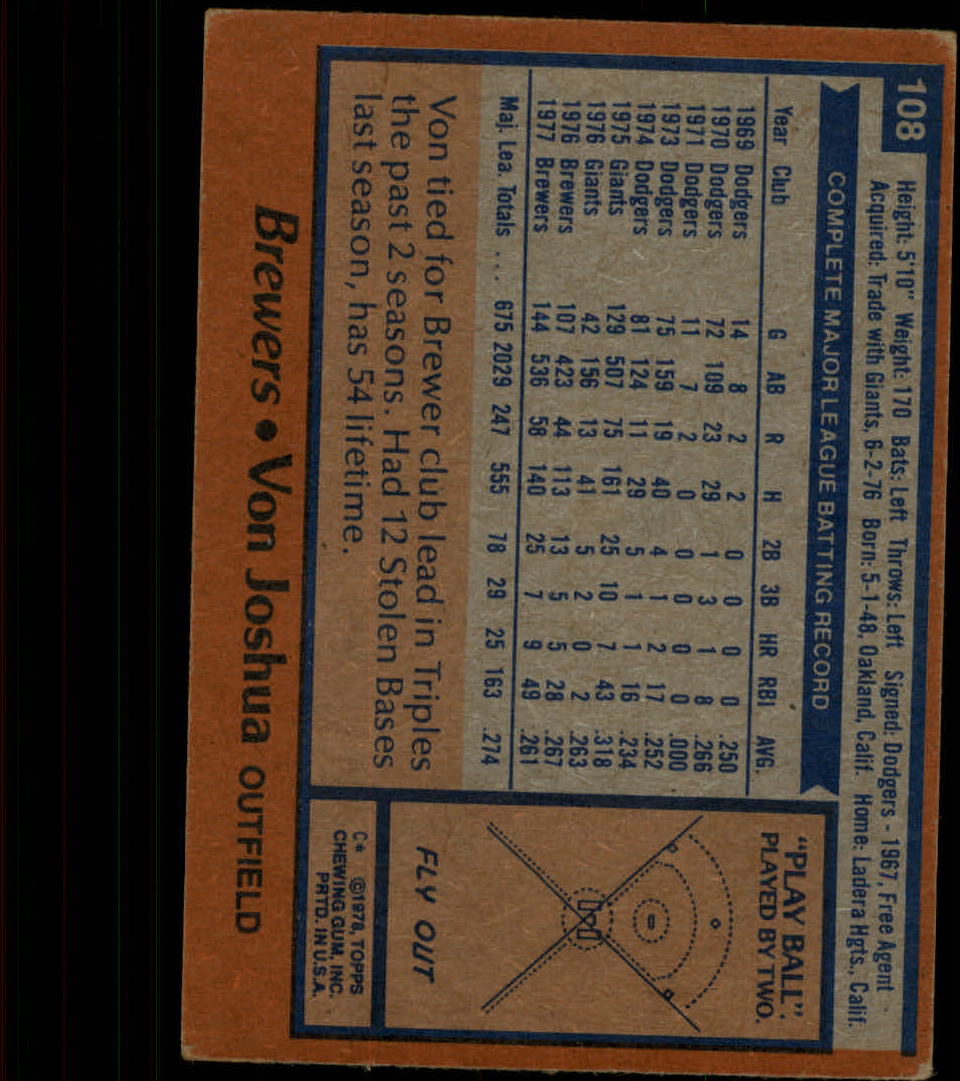 108
Height: 5'10" Weight: 170 Bats: Left Throws: Left Signed: Dodgers - 1967, Free Agent
Acquired: Trade with Giants, 6-2-76 Born: 5-1-48, Oakland, Calif. Home: Ladera Hgts., Calif.
COMPLETE MAJOR LEAGUE BATTING RECORD
Year Club G AB R H 2B 3B HR RBI AVG.
1969 Dodgers 14 8 2 2 0 0 0 0 .250
1970 Dodgers 72 109 23 29 1 3 1 8 .266
1971 Dodgers 11 7 2 0 0 0 0 0 .000
1973 Dodgers 75 159 19 40 4 1 2 17 .252
1974 Dodgers 81 124 11 29 5 1 1 16 .234
1975 Giants 129 507 75 161 25 10 7 43 .318
1976 Giants 42 156 13 41 5 2 0 2 .263
1976 Brewers 107 423 44 113 13 5 5 28 .267
1977 Brewers 144 536 58 140 25 7 9 49 .261
Maj. Lea. Totals ... 675 2029 247 555 78 29 25 163 .274
Von tied for Brewer club lead in Triples
the past 2 seasons. Had 12 Stolen Bases
last season, has 54 lifetime.
"PLAY BALL".
PLAYED BY TWO.
FLY OUT
C* ©1978, TOPPS
CHEWING GUM, INC.
PRTD. IN U.S.A.
Brewers • Von Joshua OUTFIELD